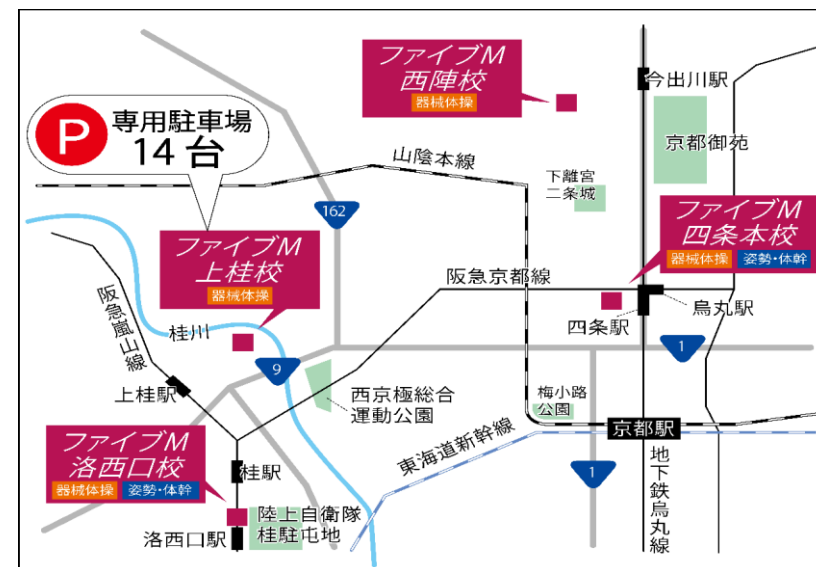 ファイブM
西陣校
器械体操
今出川駅
P
専用駐車場
14 台
京都御苑
山陰本線
下離宮
二条城
162
ファイブM
四条本校
器械体操
姿勢・体幹
ファイブM
上桂校
器械体操
阪急京都線
烏丸駅
四条駅
阪急嵐山線
桂川
1
9
上桂駅
西京極総合
運動公園
梅小路
公園
京都駅
ファイブM
洛西口校
器械体操
姿勢・体幹
桂駅
東海道新幹線
1
地下鉄烏丸線
陸上自衛隊
桂駐屯地
洛西口駅